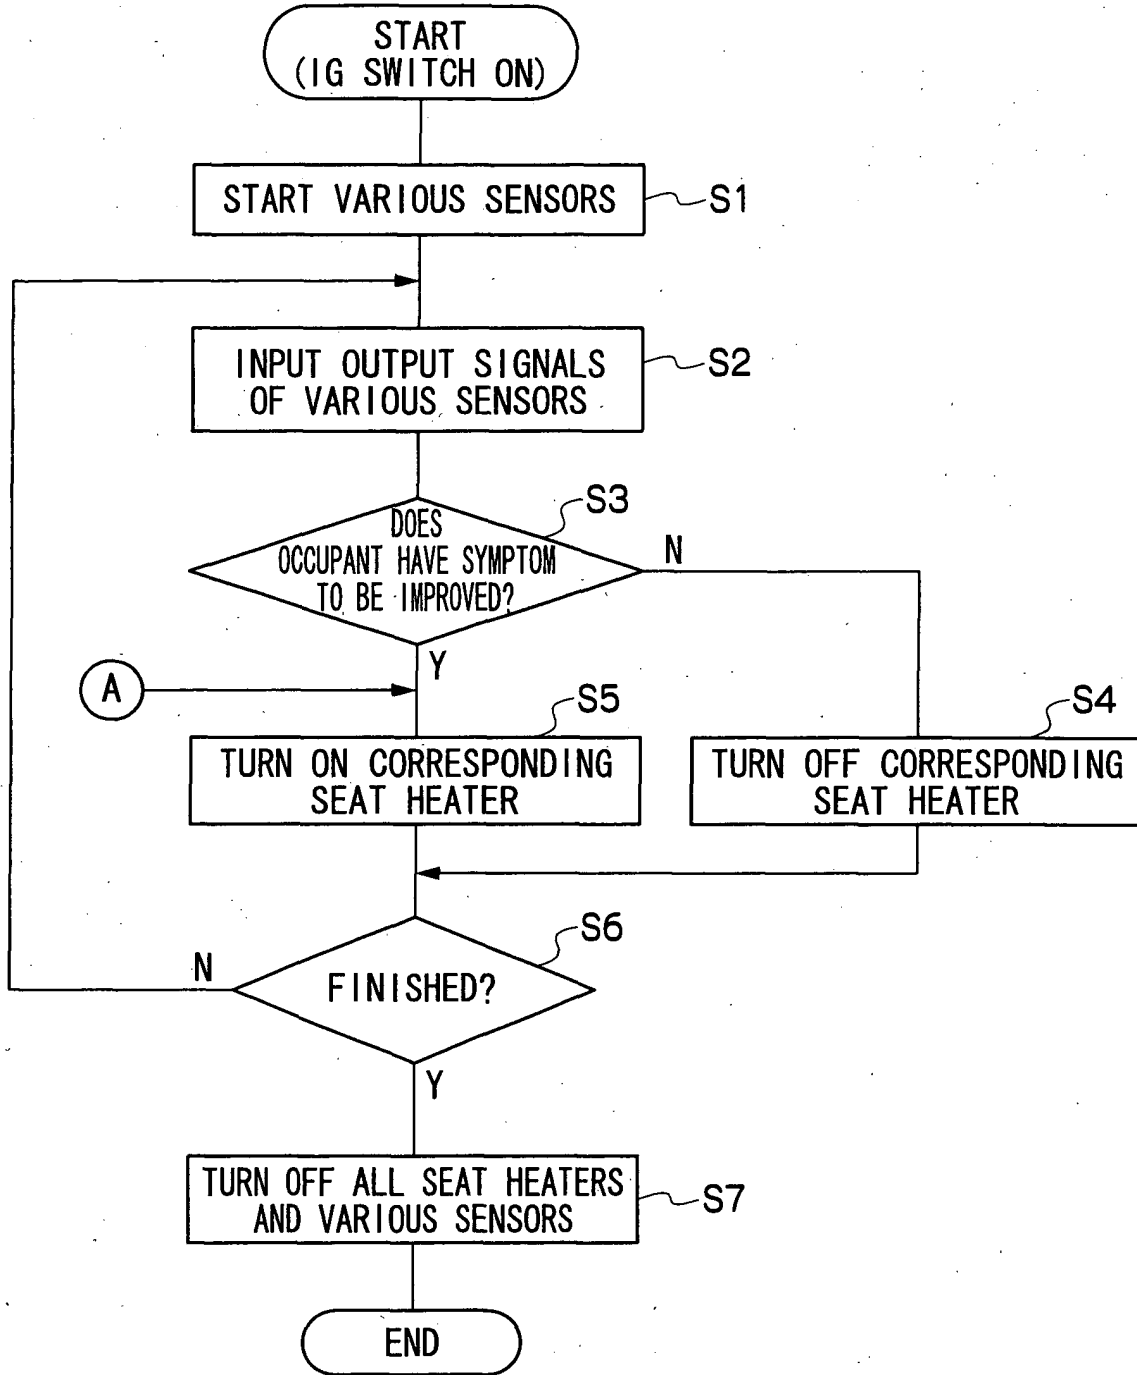 START
(IG SWITCH ON)
START VARIOUS SENSORS
S1
INPUT OUTPUT SIGNALS
OF VARIOUS SENSORS
S2
S3
DOES
OCCUPANT HAVE SYMPTOM
TO BE IMPROVED?
N
Y
A
S5
S4
TURN ON CORRESPONDING
SEAT HEATER
TURN OFF CORRESPONDING
SEAT HEATER
S6
N
FINISHED?
Y
TURN OFF ALL SEAT HEATERS
AND VARIOUS SENSORS
S7
END